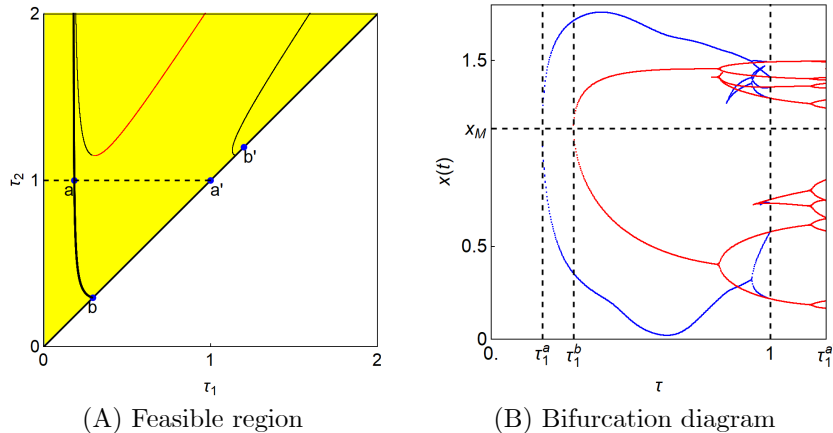 2
1
0
τ₂
a
a'
b
b'
0
1
2
τ₁
(A) Feasible region
1.5
x_M
0.5
0
x(t)
0.
τ₁ᵃ
τ₁ᵇ
1
τ₁ᵃ'
τ
(B) Bifurcation diagram